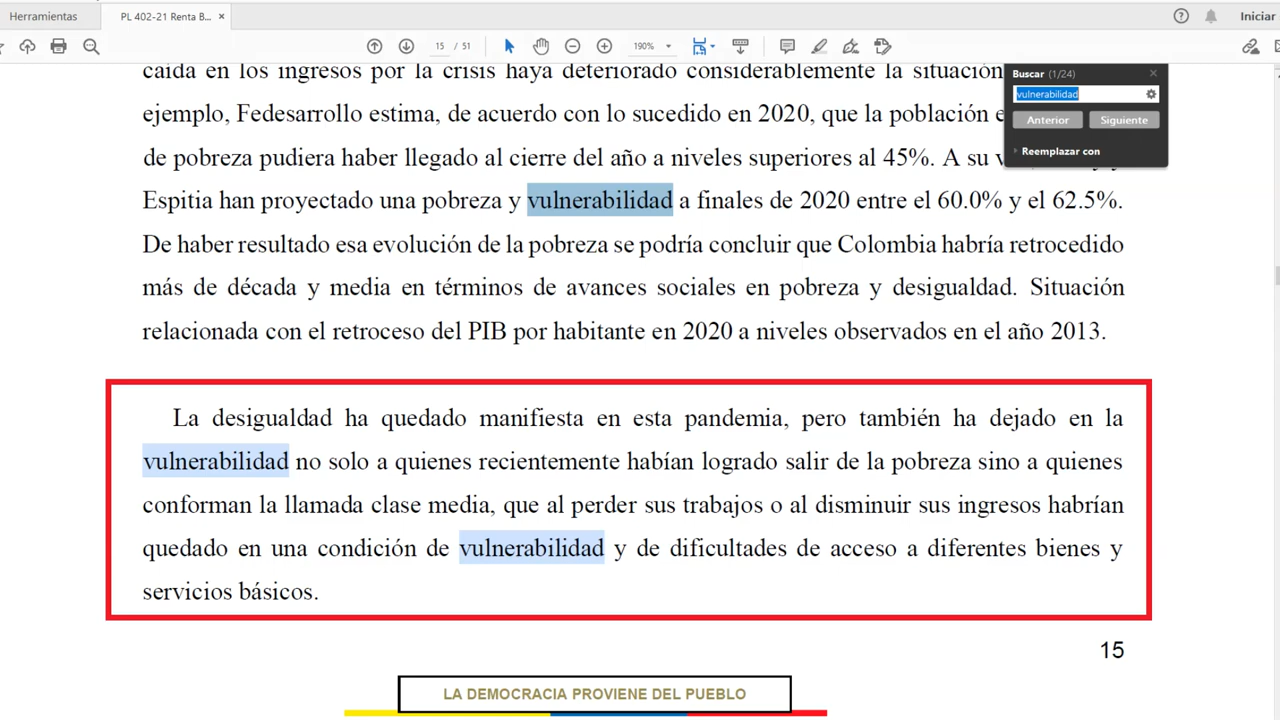 Herramientas
PL 402-21 Renta B... ×
Iniciar
15 / 51
190%
Buscar (1/24)
vulnerabilidad
Anterior
Siguiente
Reemplazar con
caída en los ingresos por la crisis haya deteriorado considerablemente la situación
ejemplo, Fedesarrollo estima, de acuerdo con lo sucedido en 2020, que la población e
de pobreza pudiera haber llegado al cierre del año a niveles superiores al 45%. A su v
Espitia han proyectado una pobreza y vulnerabilidad a finales de 2020 entre el 60.0% y el 62.5%.
De haber resultado esa evolución de la pobreza se podría concluir que Colombia habría retrocedido
más de década y media en términos de avances sociales en pobreza y desigualdad. Situación
relacionada con el retroceso del PIB por habitante en 2020 a niveles observados en el año 2013.
La desigualdad ha quedado manifiesta en esta pandemia, pero también ha dejado en la
vulnerabilidad no solo a quienes recientemente habían logrado salir de la pobreza sino a quienes
conforman la llamada clase media, que al perder sus trabajos o al disminuir sus ingresos habrían
quedado en una condición de vulnerabilidad y de dificultades de acceso a diferentes bienes y
servicios básicos.
15
LA DEMOCRACIA PROVIENE DEL PUEBLO